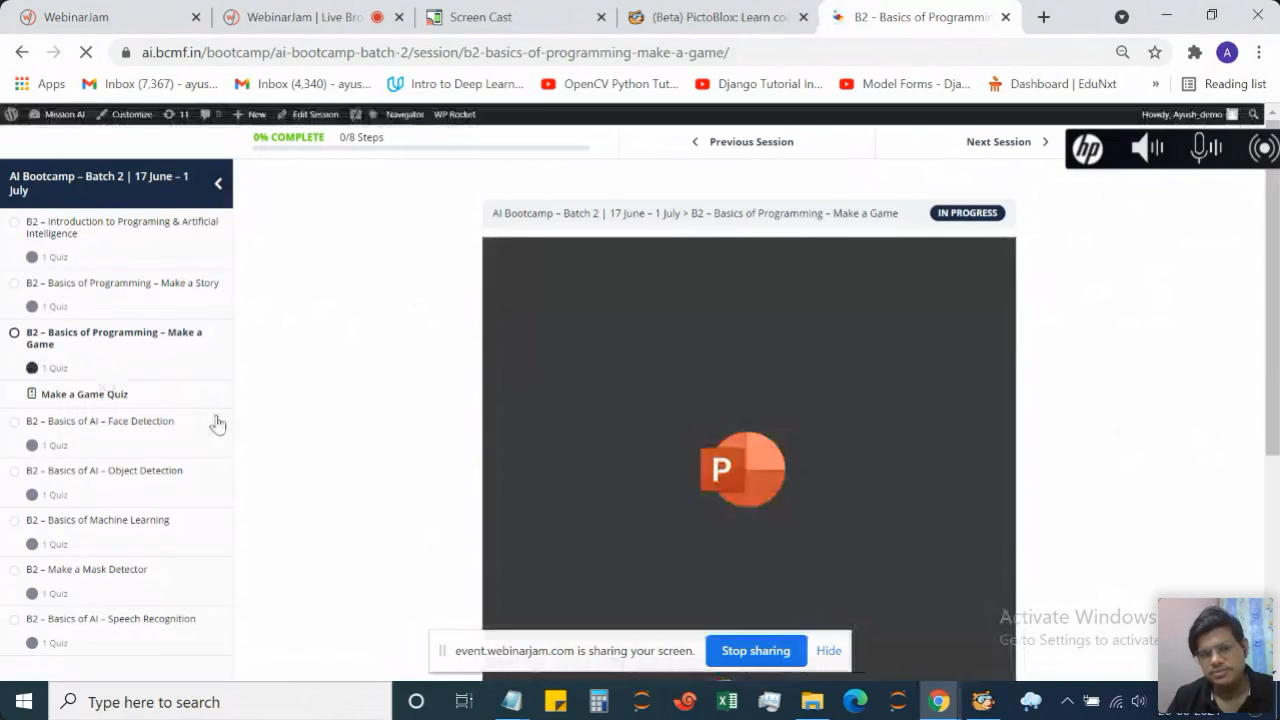 WebinarJam
WebinarJam | Live Bro
Screen Cast
(Beta) PictoBlox: Learn co
B2 - Basics of Programmin
ai.bcmf.in/bootcamp/ai-bootcamp-batch-2/session/b2-basics-of-programming-make-a-game/
A
Apps
Inbox (7,367) - ayus...
Inbox (4,340) - ayus...
Intro to Deep Learn...
OpenCV Python Tut...
Django Tutorial In...
Model Forms - Dja...
Dashboard | EduNxt
»
Reading list
Mission AI
Customize
11
New
Edit Session
Navigator
WP Rocket
Howdy, Ayush_demo
0% COMPLETE 0/8 Steps
Previous Session
Next Session
hp
AI Bootcamp – Batch 2 | 17 June – 1
July
B2 – Introduction to Programing & Artificial
Intelligence
1 Quiz
B2 – Basics of Programming – Make a Story
1 Quiz
B2 – Basics of Programming – Make a
Game
1 Quiz
Make a Game Quiz
B2 – Basics of AI – Face Detection
1 Quiz
B2 – Basics of AI – Object Detection
1 Quiz
B2 – Basics of Machine Learning
1 Quiz
B2 – Make a Mask Detector
1 Quiz
B2 – Basics of AI – Speech Recognition
1 Quiz
AI Bootcamp – Batch 2 | 17 June – 1 July > B2 – Basics of Programming – Make a Game
IN PROGRESS
P
Activate Windows
Go to Settings to activate
event.webinarjam.com is sharing your screen.
Stop sharing
Hide
Type here to search